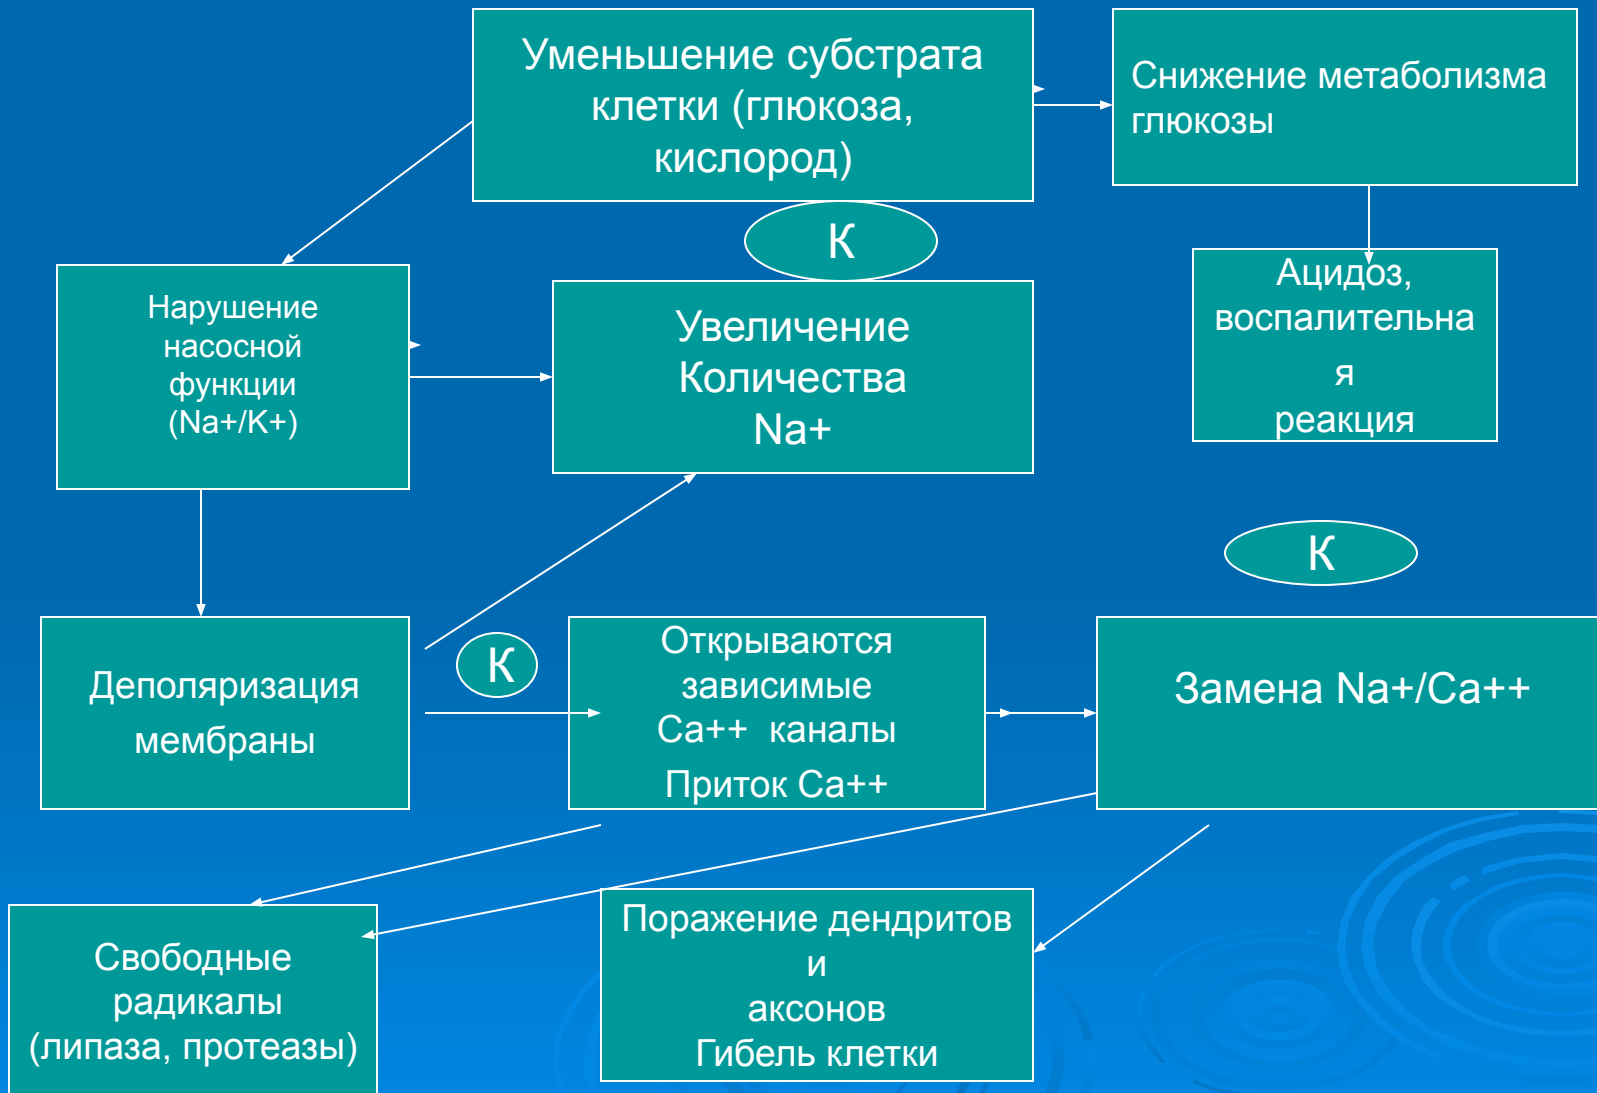 Уменьшение субстрата
клетки (глюкоза,
кислород)
Снижение метаболизма
глюкозы
К
Нарушение
насосной
функции
(Na+/K+)
Увеличение
Количества
Na+
Ацидоз,
воспалительна
я
реакция
К
Деполяризация
мембраны
К
Открываются
зависимые
Ca++ каналы
Приток Ca++
Замена Na+/Ca++
Свободные
радикалы
(липаза, протеазы)
Поражение дендритов
и
аксонов
Гибель клетки